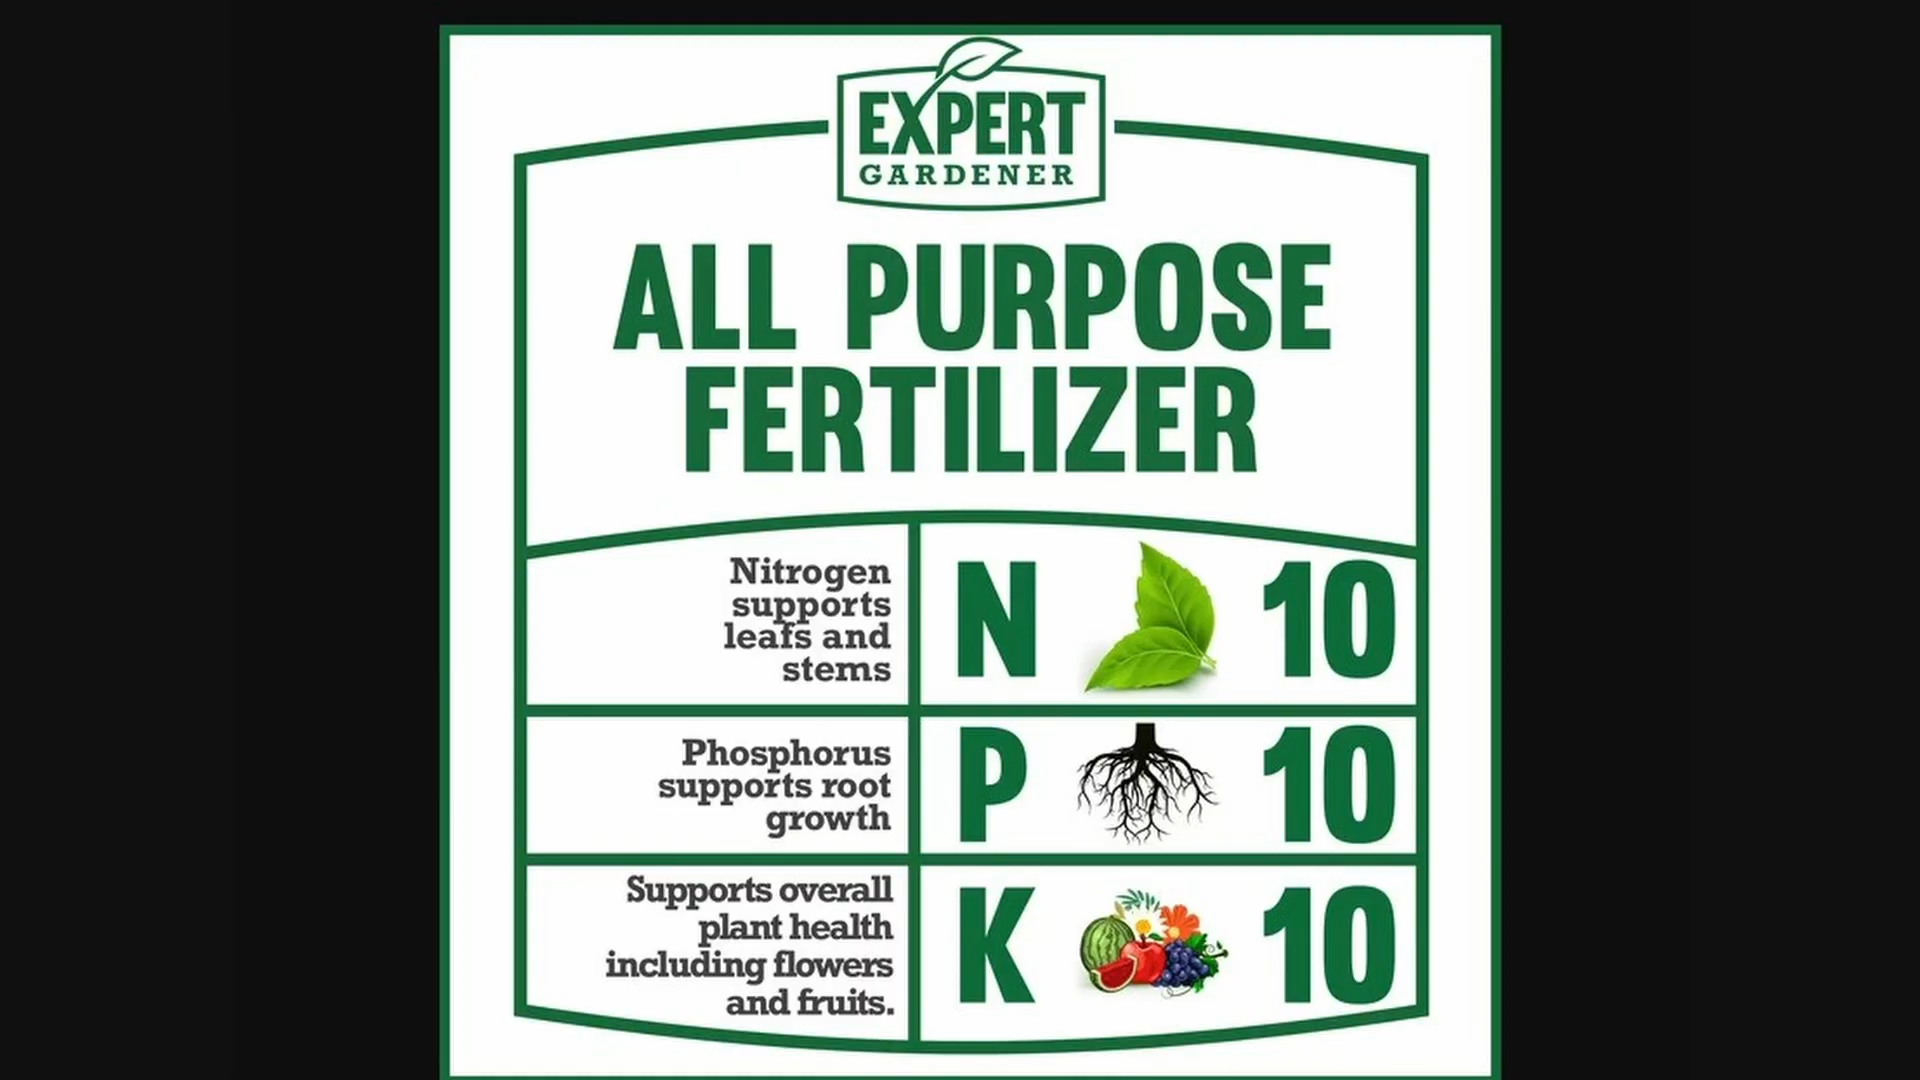 EXPERT
GARDENER
ALL PURPOSE
FERTILIZER
Nitrogen
supports
leafs and
stems
N 10
Phosphorus
supports root
growth
P 10
Supports overall
plant health
including flowers
and fruits.
K 10